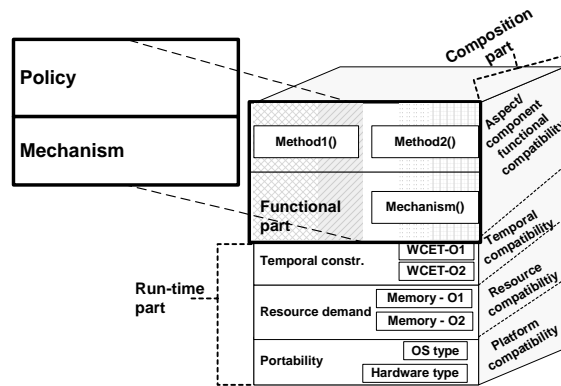 Composition
part
Policy
Mechanism
Method1()
Method2()
Functional
part
Mechanism()
Aspect/
component
functional
compatibility
Temporal constr.
WCET-O1
WCET-O2
Temporal
compatibility
Run-time
part
Resource demand
Memory - O1
Memory - O2
Resource
compatibiltiy
Portability
OS type
Hardware type
Platform
compatibility